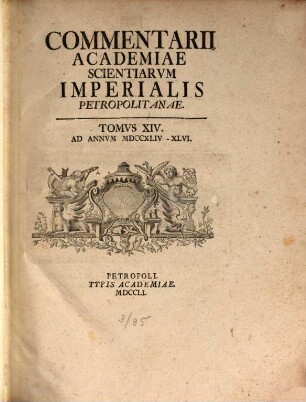 COMMENTARII
ACADEMIAE
SCIENTIARVM
IMPERIALIS
PETROPOLITANAE.
TOMVS XIV.
AD ANNVM MDCCXLIV-XLVI.
PETROPOLI.
TYPIS ACADEMIAE.
MDCCLI.
3/85